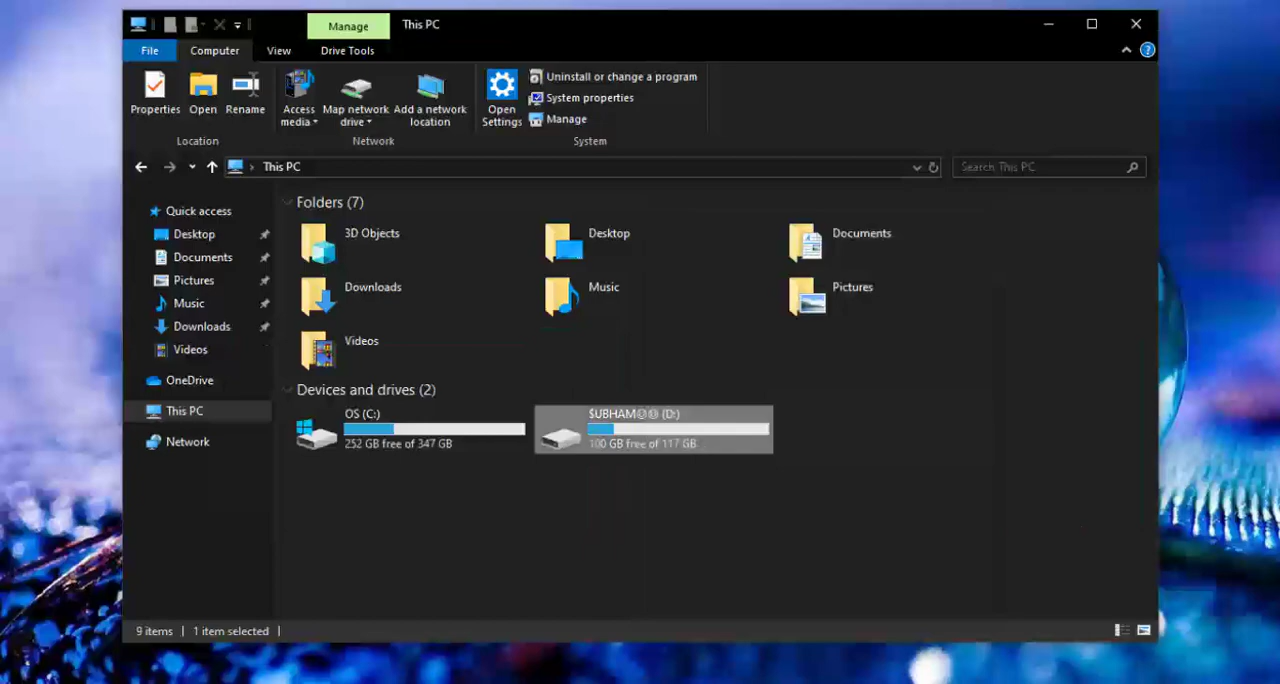 Manage
This PC
File
Computer
View
Drive Tools
Properties
Open
Rename
Access media
Map network drive
Add a network location
Open Settings
Uninstall or change a program
System properties
Manage
Location
Network
System
This PC
Search This PC
Quick access
Desktop
Documents
Pictures
Music
Downloads
Videos
OneDrive
This PC
Network
Folders (7)
3D Objects
Desktop
Documents
Downloads
Music
Pictures
Videos
Devices and drives (2)
OS (C:)
252 GB free of 347 GB
(D:)
100 GB free of 117 GB
9 items
1 item selected